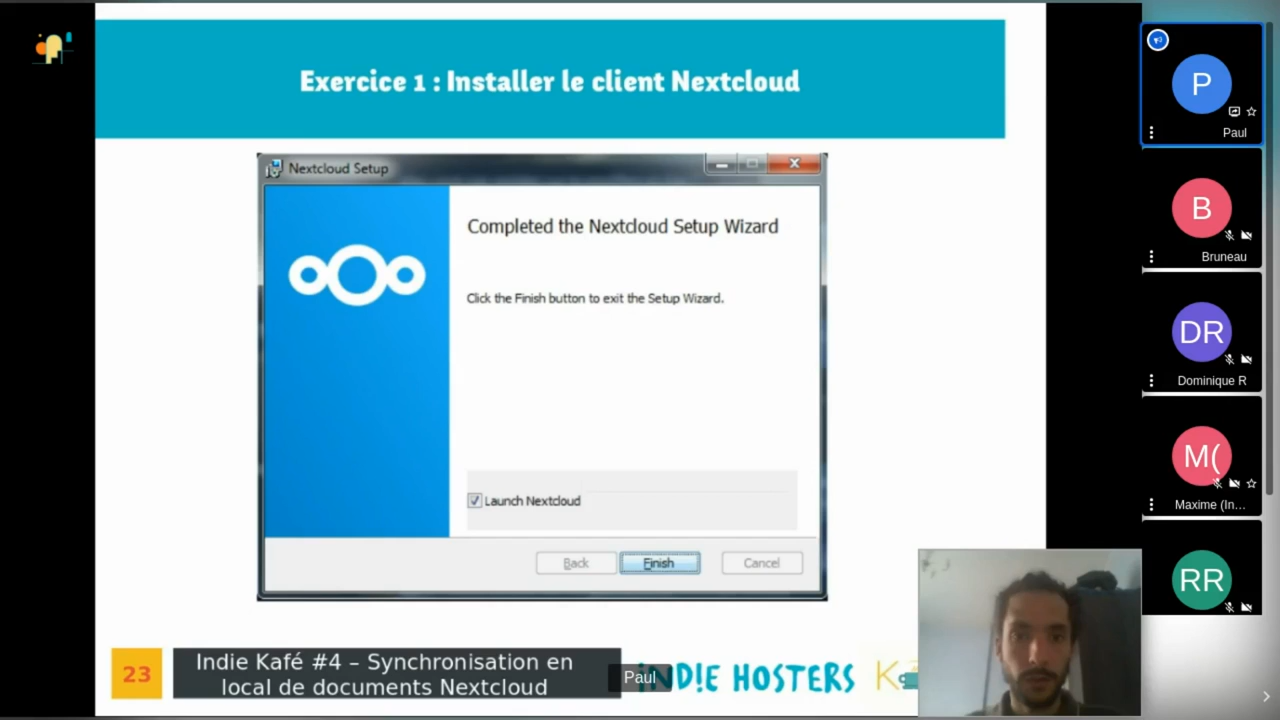 Exercice 1 : Installer le client Nextcloud
Nextcloud Setup
Completed the Nextcloud Setup Wizard
Click the Finish button to exit the Setup Wizard.
Launch Nextcloud
Back
Finish
Cancel
23
Indie Kafé #4 – Synchronisation en
local de documents Nextcloud
Paul
iND!E HOSTERS
K
P
Paul
B
Bruneau
DR
Dominique R
M(
Maxime (In...
RR